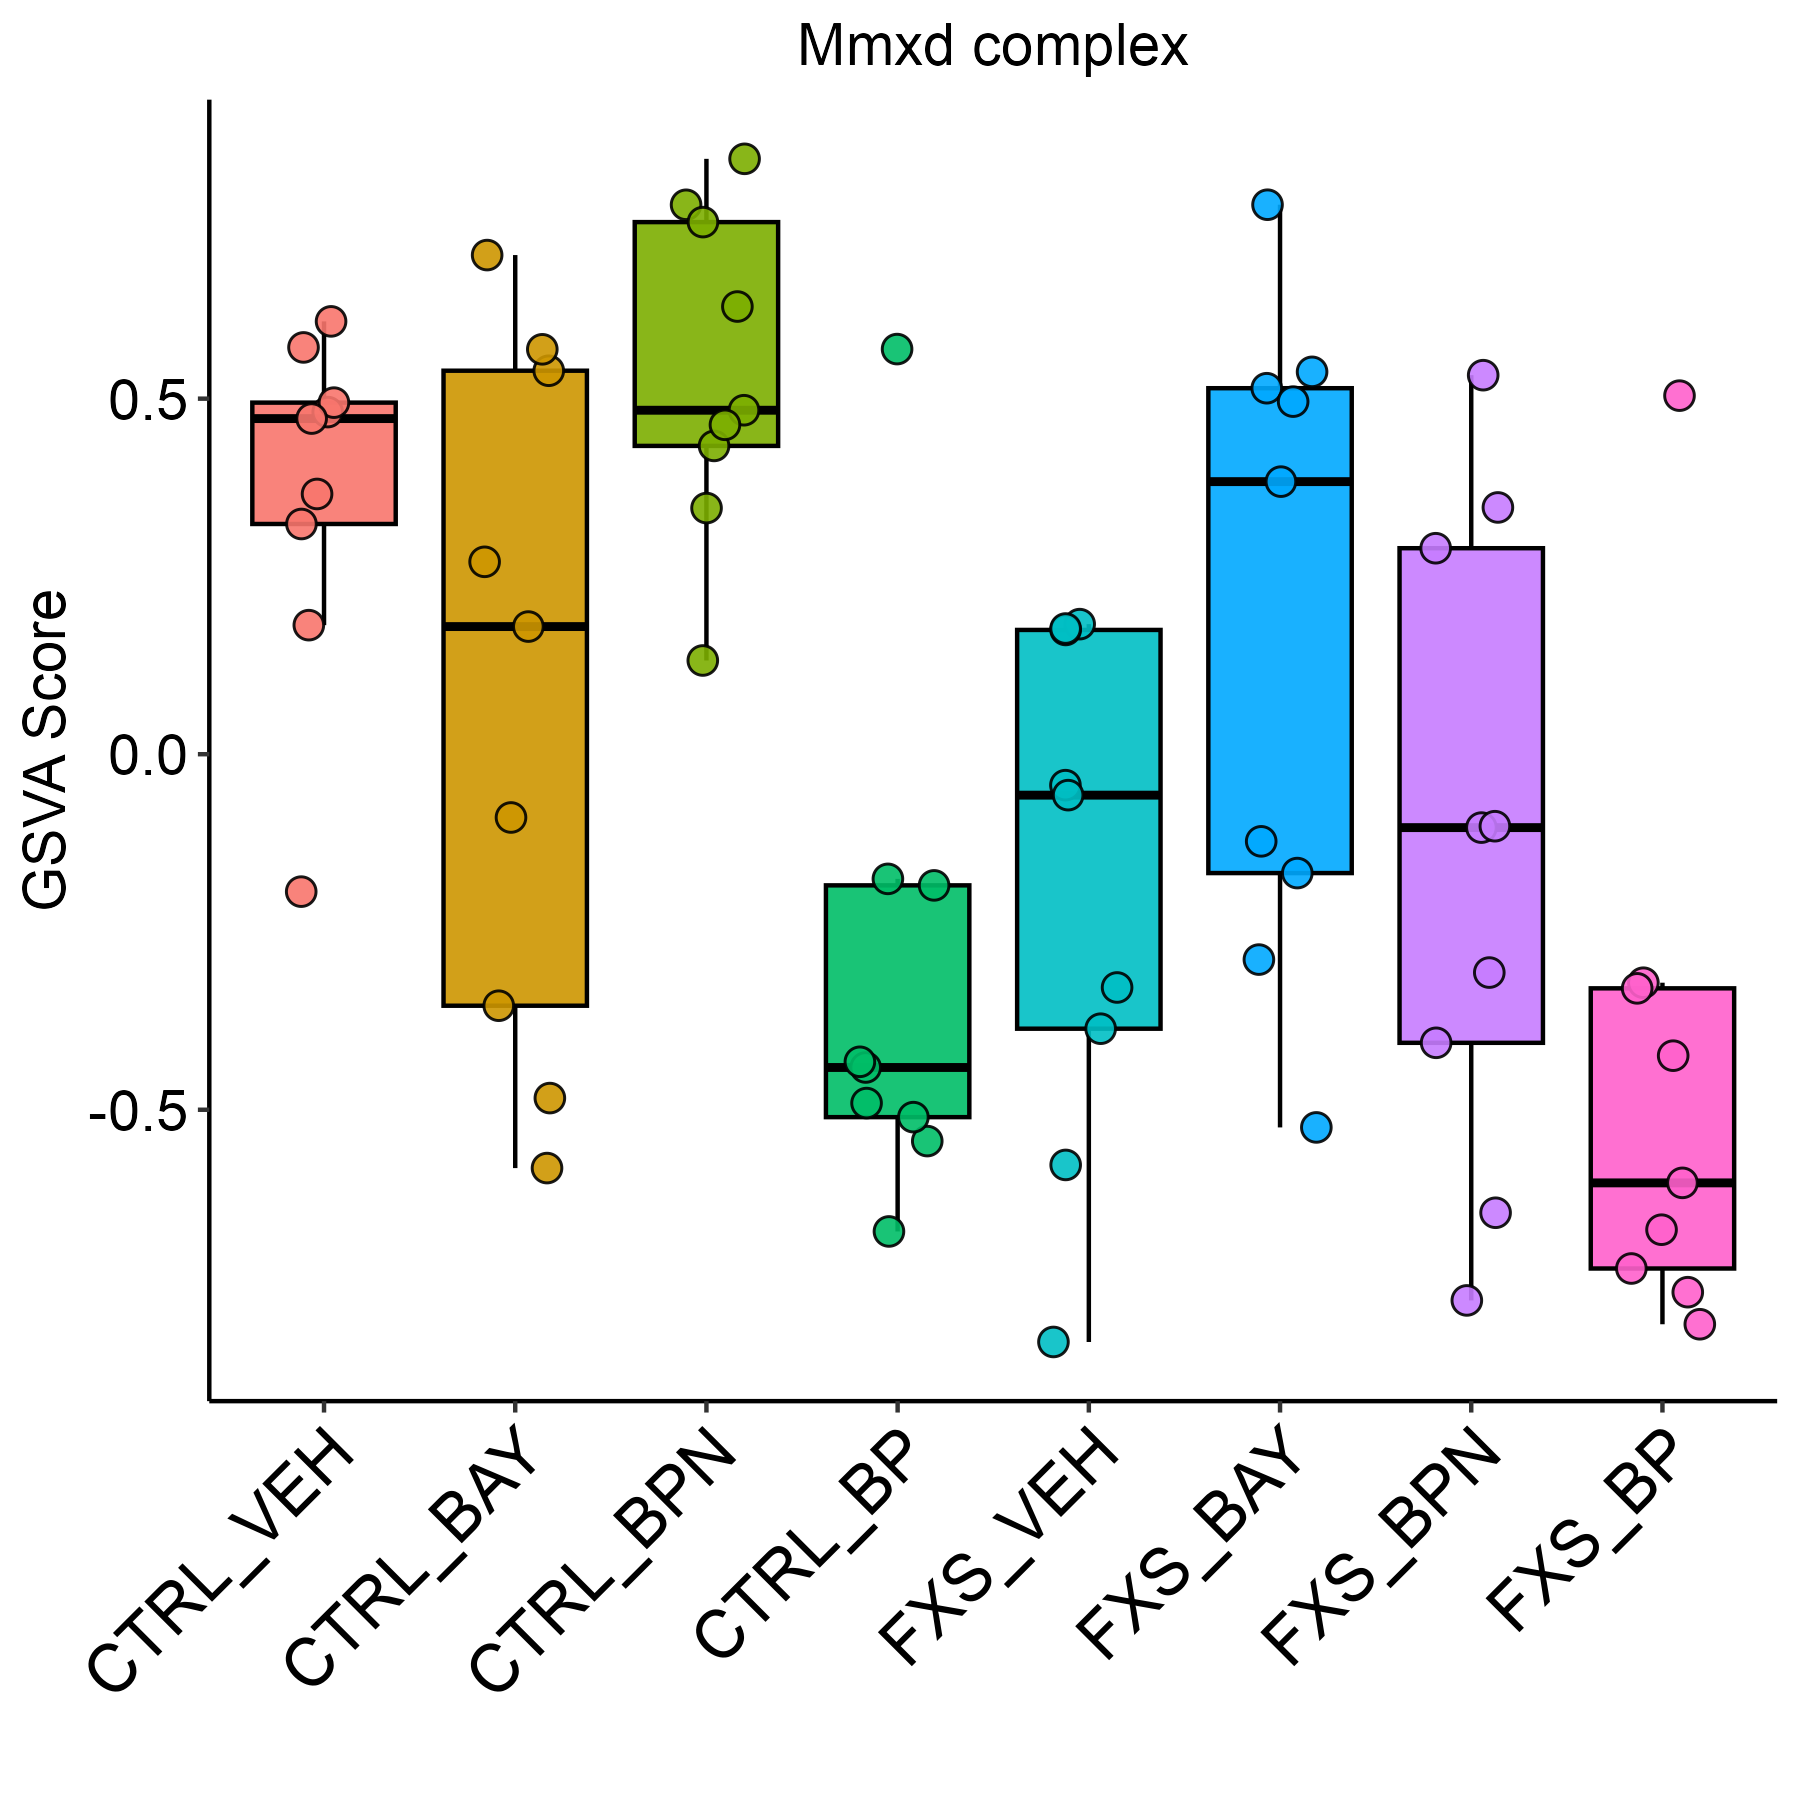 Mmxd complex
GSVA Score
0.5
0.0
-0.5
CTRL_VEH
CTRL_BAY
CTRL_BPN
CTRL_BP
FXS_VEH
FXS_BAY
FXS_BPN
FXS_BP